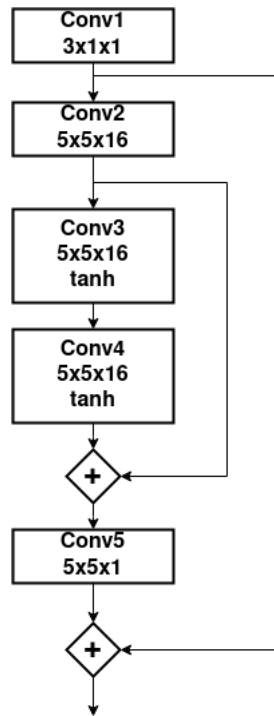 Conv1
3x1x1
Conv2
5x5x16
Conv3
5x5x16
tanh
Conv4
5x5x16
tanh
+
Conv5
5x5x1
+